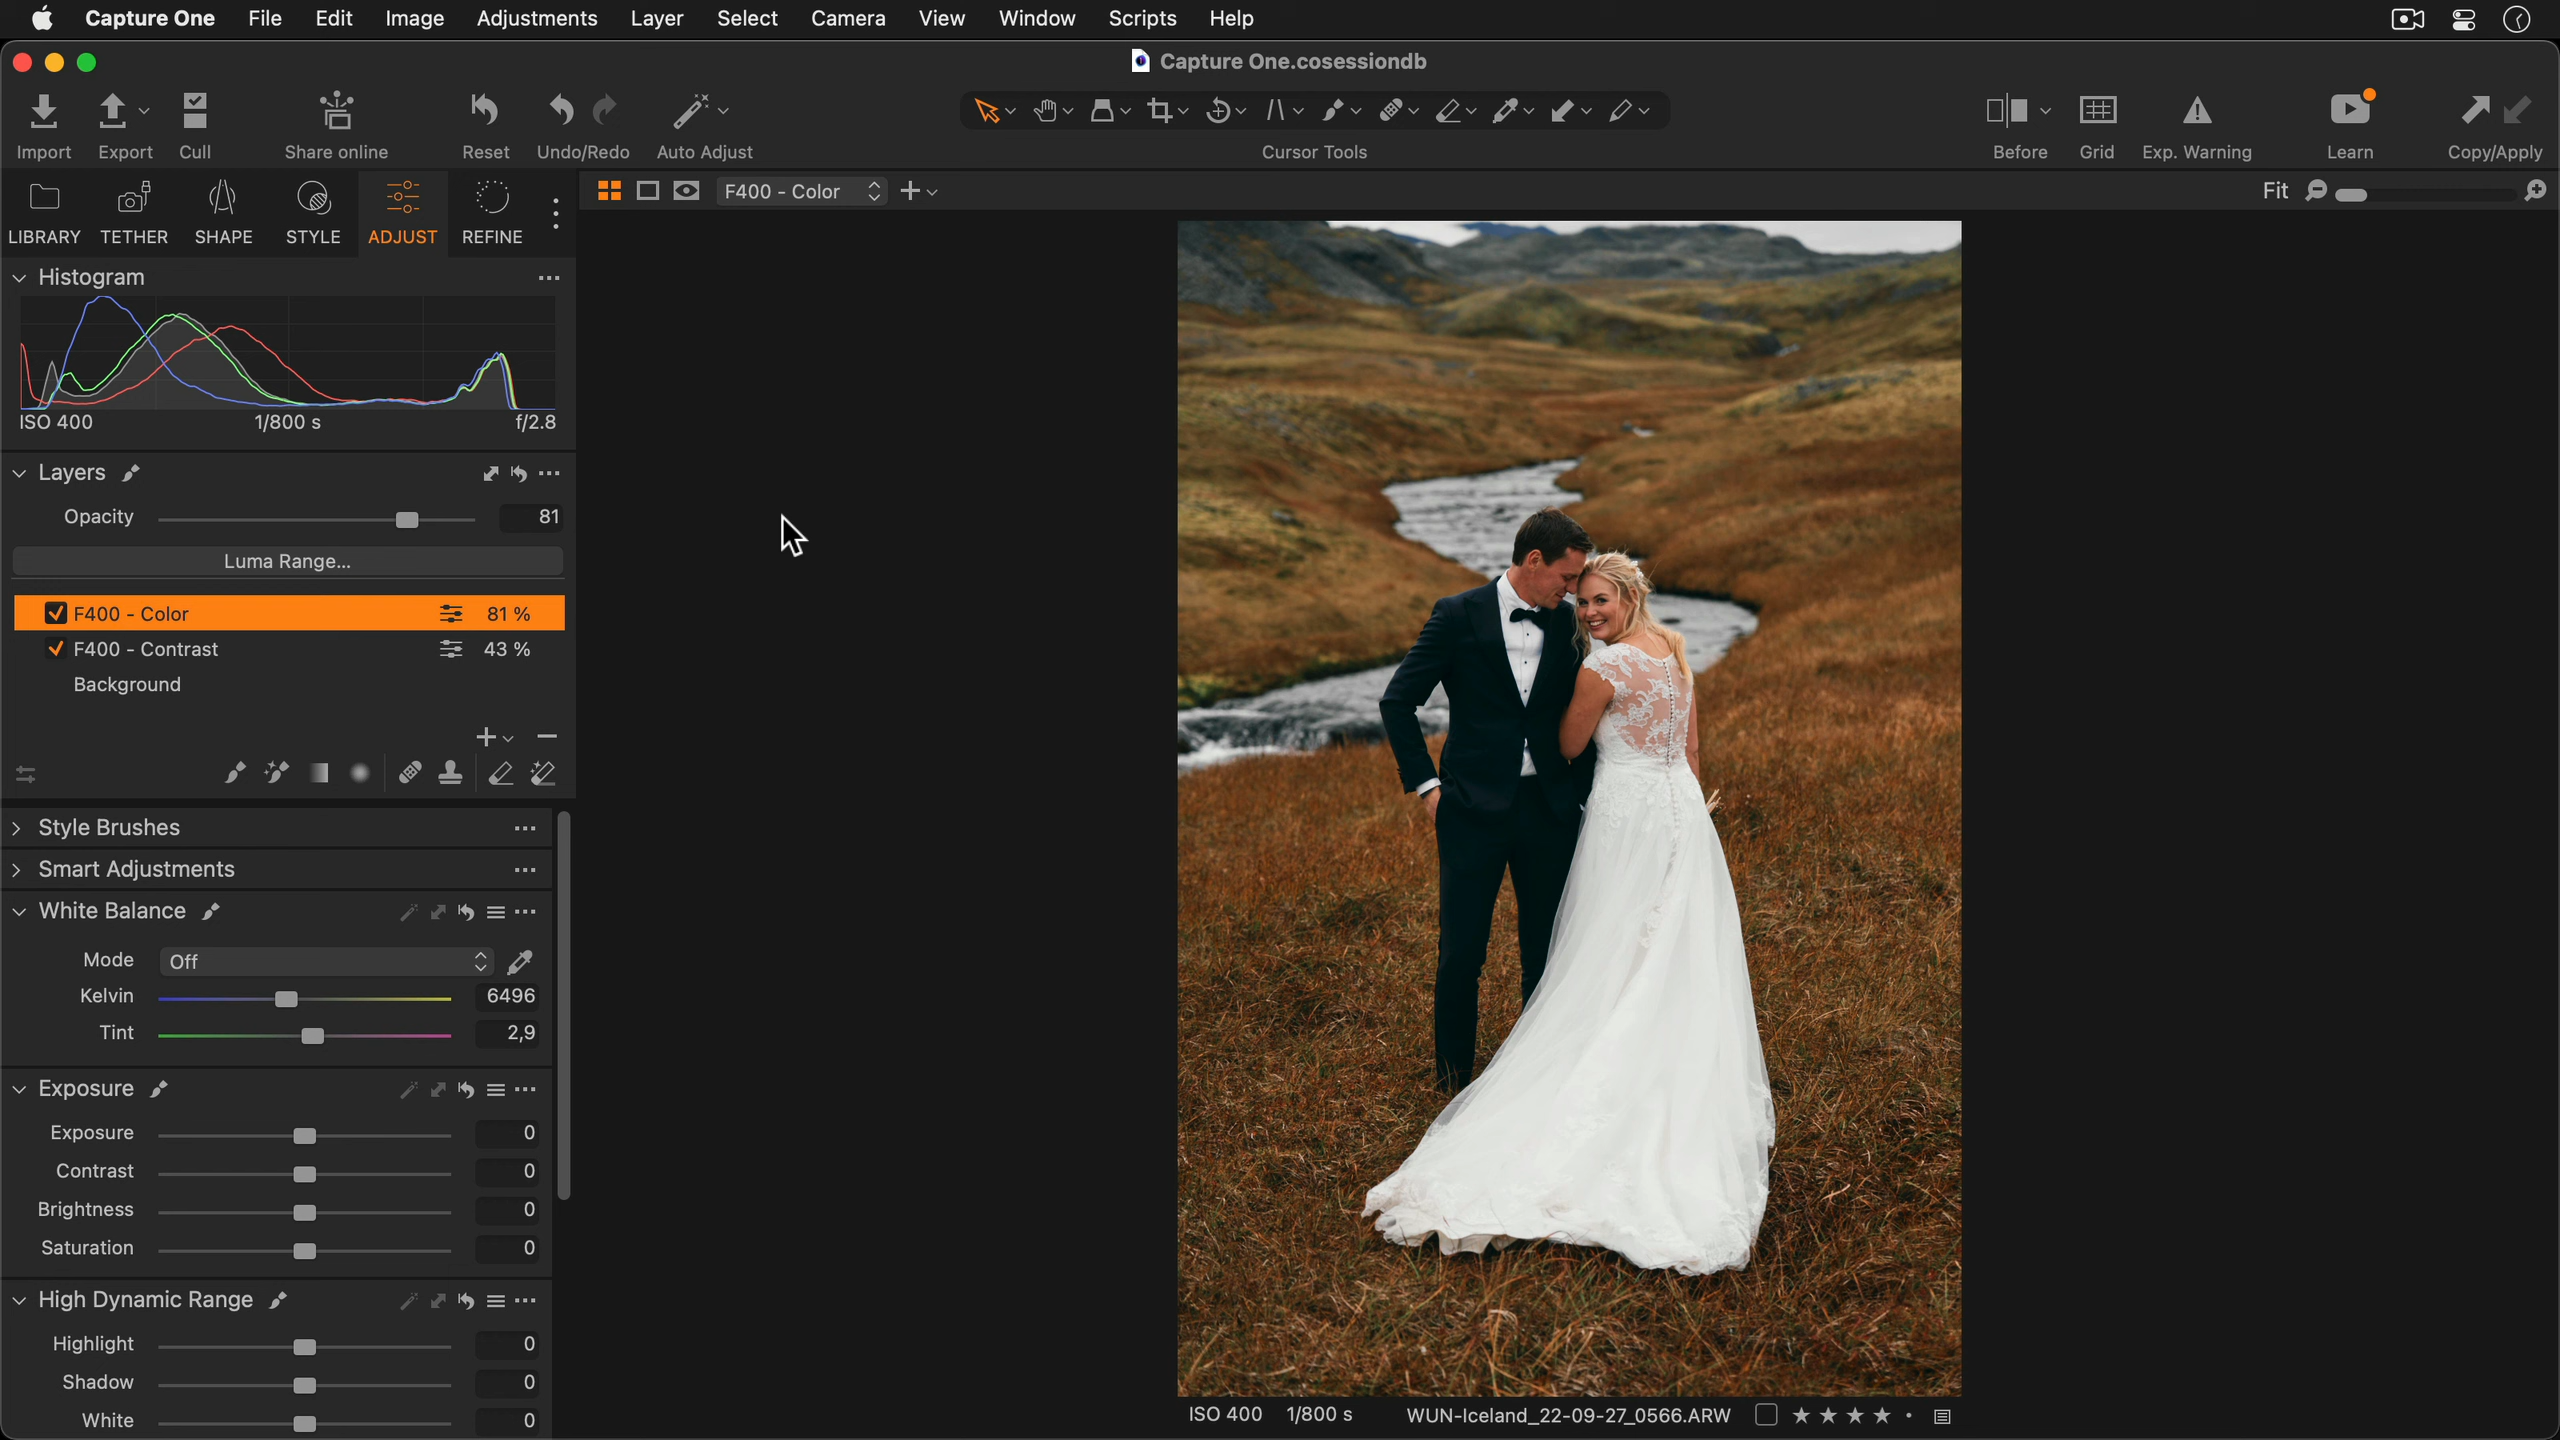 Capture One File Edit Image Adjustments Layer Select Camera View Window Scripts Help
Capture One.cosessiondb
Import Export Cull Share online Reset Undo/Redo Auto Adjust Cursor Tools Before Grid Exp. Warning Learn Copy/Apply
LIBRARY TETHER SHAPE STYLE ADJUST REFINE
F400 - Color
Fit
Histogram
ISO 400 1/800 s f/2.8
Layers
Opacity 81
Luma Range...
F400 - Color 81 %
F400 - Contrast 43 %
Background
Style Brushes
Smart Adjustments
White Balance
Mode Off
Kelvin 6496
Tint 2,9
Exposure
Exposure 0
Contrast 0
Brightness 0
Saturation 0
High Dynamic Range
Highlight 0
Shadow 0
White 0
ISO 400 1/800 s WUN-Iceland_22-09-27_0566.ARW